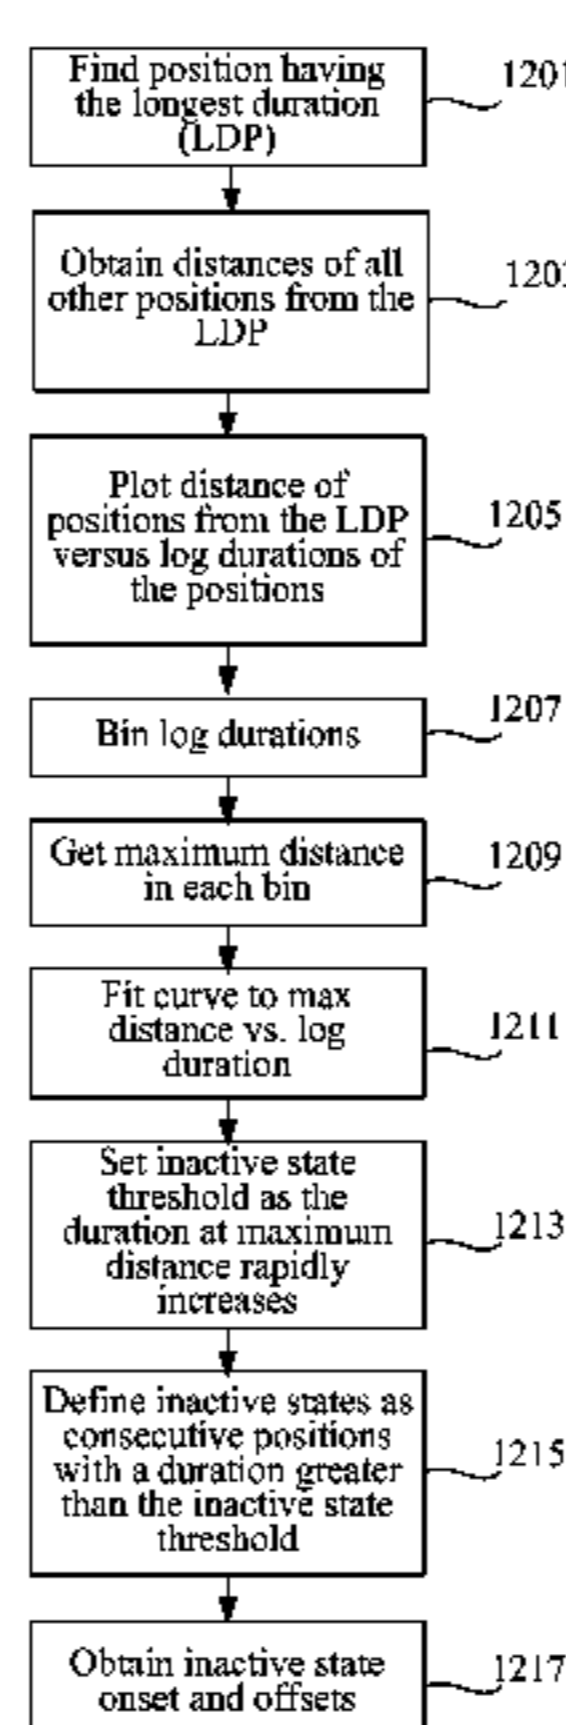 Find position having
the longest duration
(LDP)
1201
Obtain distances of all
other positions from the
LDP
Plot distance of
positions from the LDP
versus log durations of
the positions
1205
Bin log durations
1207
Get maximum distance
in each bin
1209
Fit curve to max
distance vs. log
duration
1211
Set inactive state
threshold as the
duration at maximum
distance rapidly
increases
1213
Define inactive states as
consecutive positions
with a duration greater
than the inactive state
threshold
1215
Obtain inactive state
onset and offsets
1217